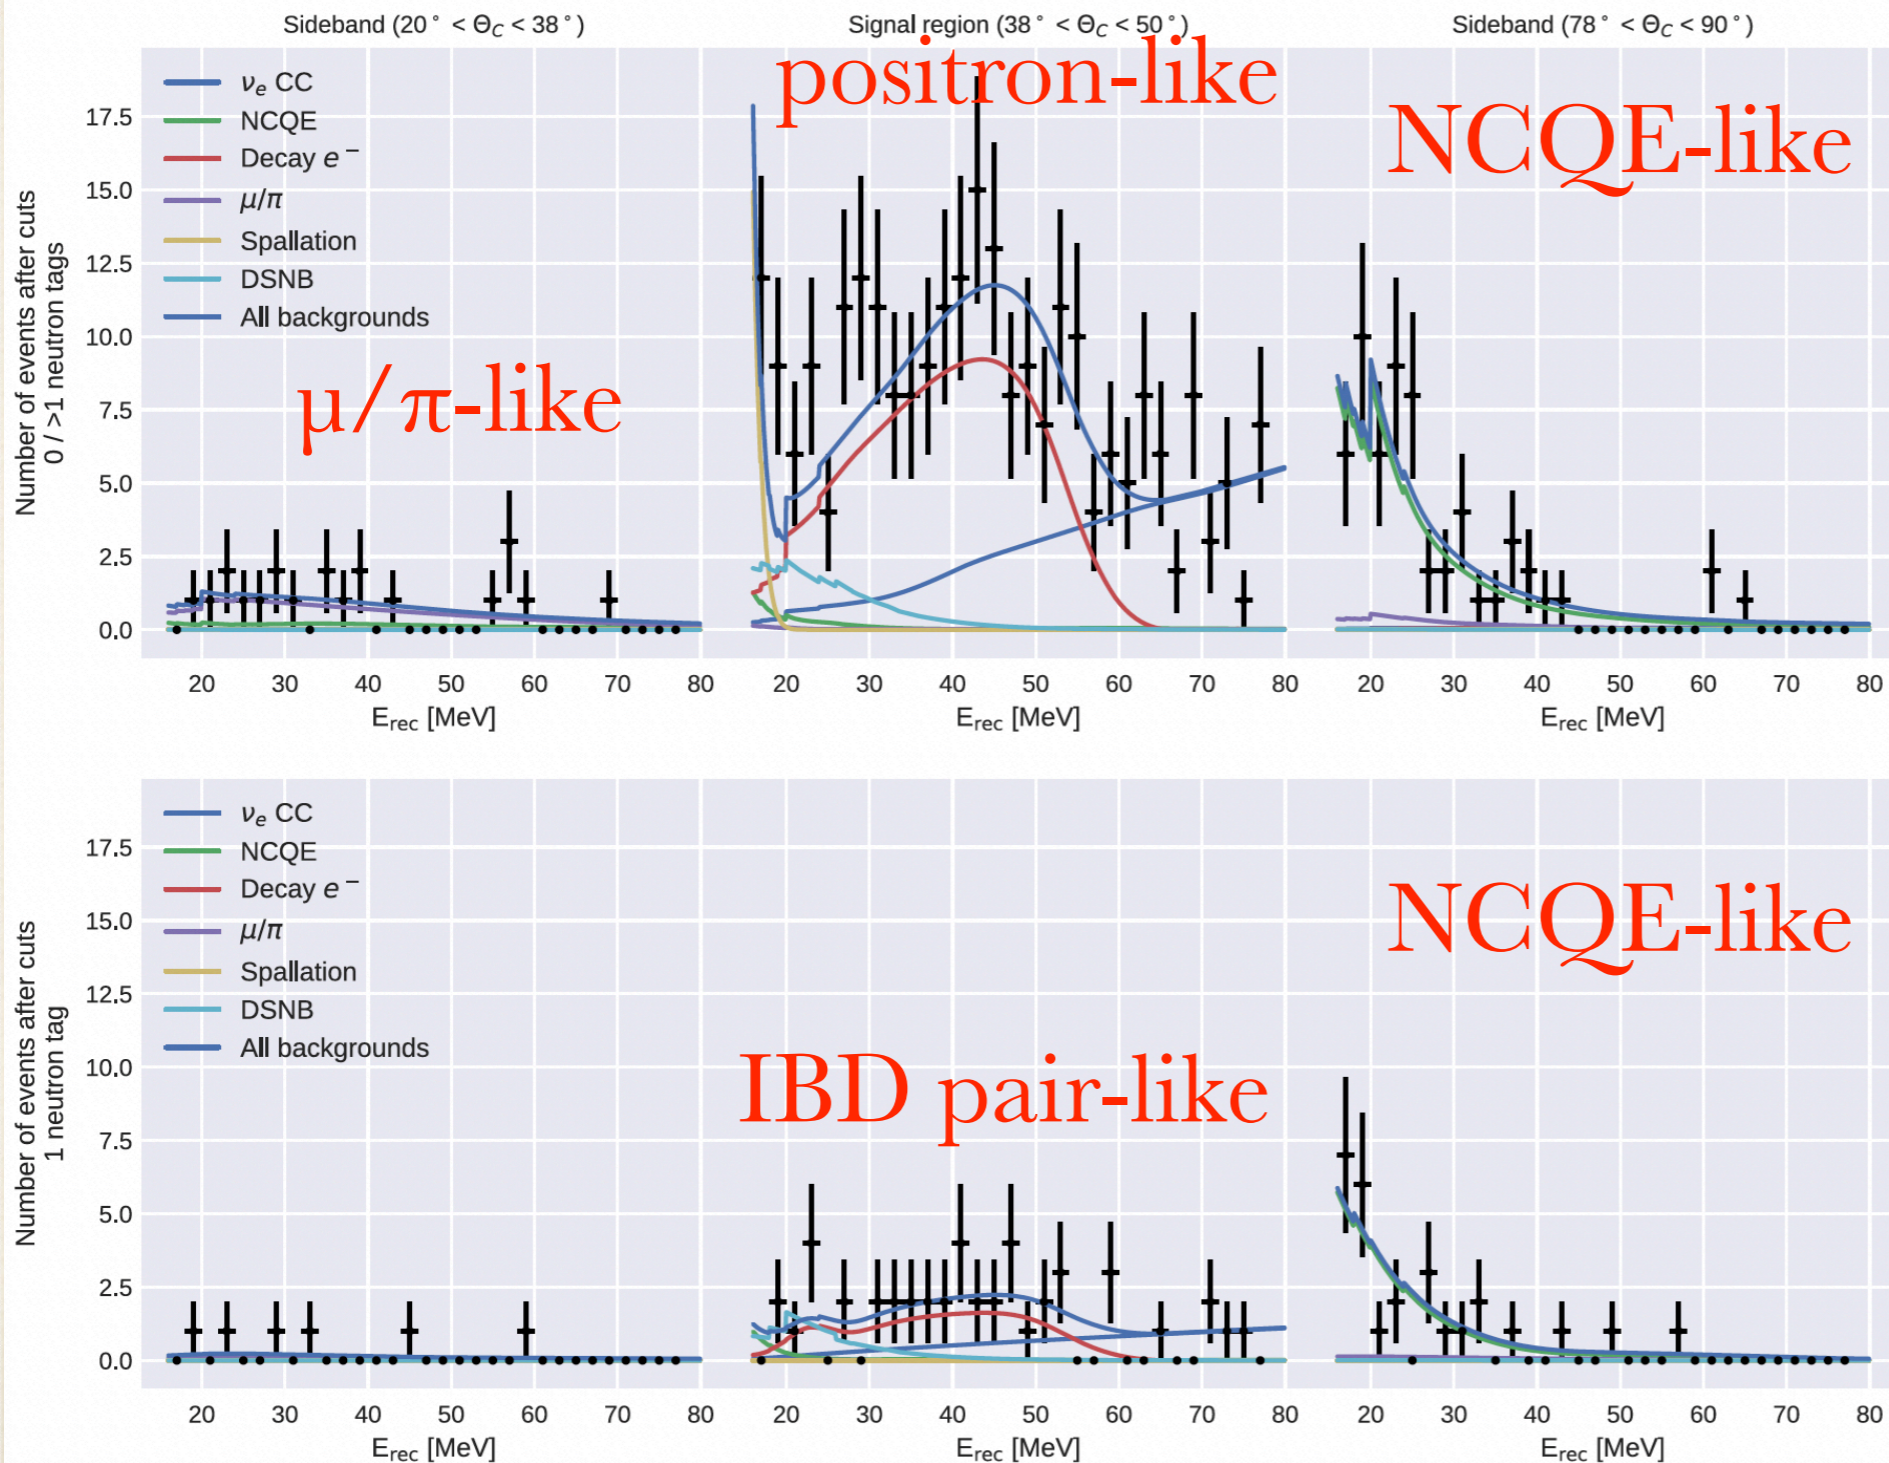 Sideband (20° < Θ_C < 38°)
Signal region (38° < Θ_C < 50°)
Sideband (78° < Θ_C < 90°)
Number of events after cuts
0 / >1 neutron tags
17.5
15.0
12.5
10.0
7.5
5.0
2.5
0.0
ν_e CC
NCQE
Decay e⁻
μ/π
Spallation
DSNB
All backgrounds
μ/π-like
positron-like
NCQE-like
20 30 40 50 60 70 80
20 30 40 50 60 70 80
20 30 40 50 60 70 80
E_rec [MeV]
E_rec [MeV]
E_rec [MeV]
Number of events after cuts
1 neutron tag
17.5
15.0
12.5
10.0
7.5
5.0
2.5
0.0
ν_e CC
NCQE
Decay e⁻
μ/π
Spallation
DSNB
All backgrounds
IBD pair-like
NCQE-like
20 30 40 50 60 70 80
20 30 40 50 60 70 80
20 30 40 50 60 70 80
E_rec [MeV]
E_rec [MeV]
E_rec [MeV]